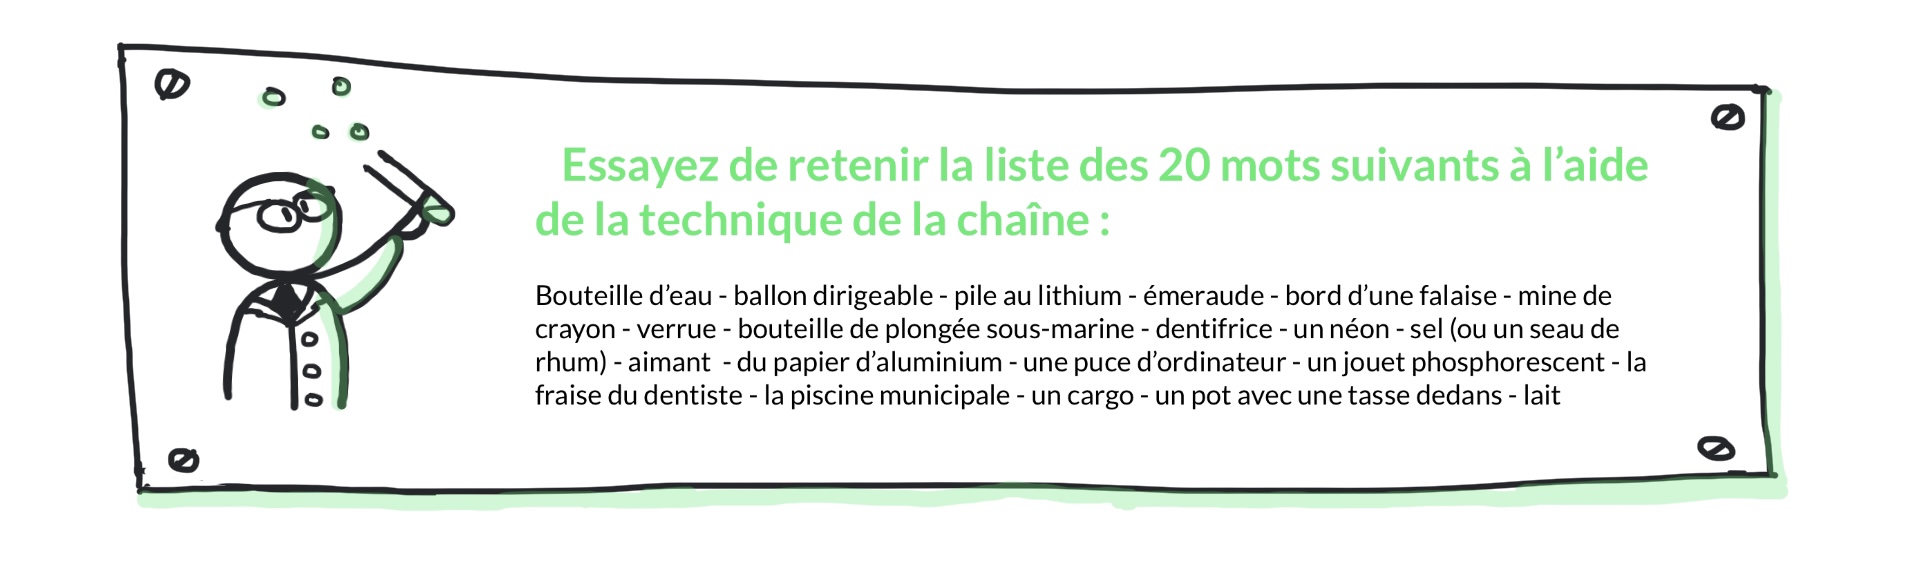 Essayez de retenir la liste des 20 mots suivants à l’aide
de la technique de la chaîne :
Bouteille d’eau - ballon dirigeable - pile au lithium - émeraude - bord d’une falaise - mine de
crayon - verrue - bouteille de plongée sous-marine - dentifrice - un néon - sel (ou un seau de
rhum) - aimant  - du papier d’aluminium - une puce d’ordinateur - un jouet phosphorescent - la
fraise du dentiste - la piscine municipale - un cargo - un pot avec une tasse dedans - lait